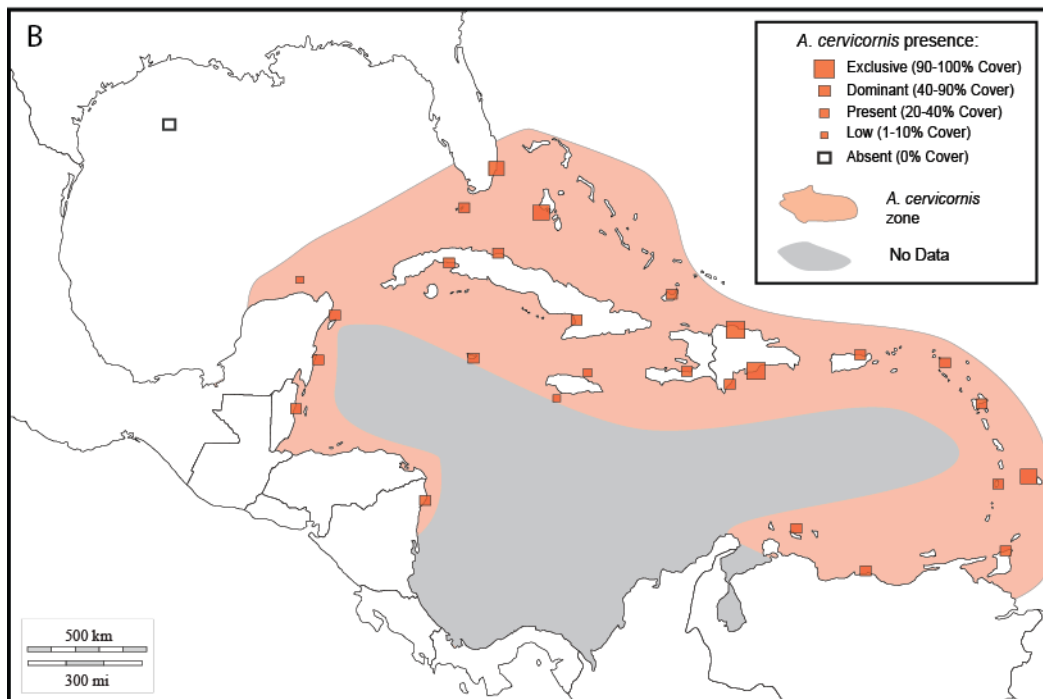 B
A. cervicornis presence:
Exclusive (90-100% Cover)
Dominant (40-90% Cover)
Present (20-40% Cover)
Low (1-10% Cover)
Absent (0% Cover)
A. cervicornis
zone
No Data
500 km
300 mi